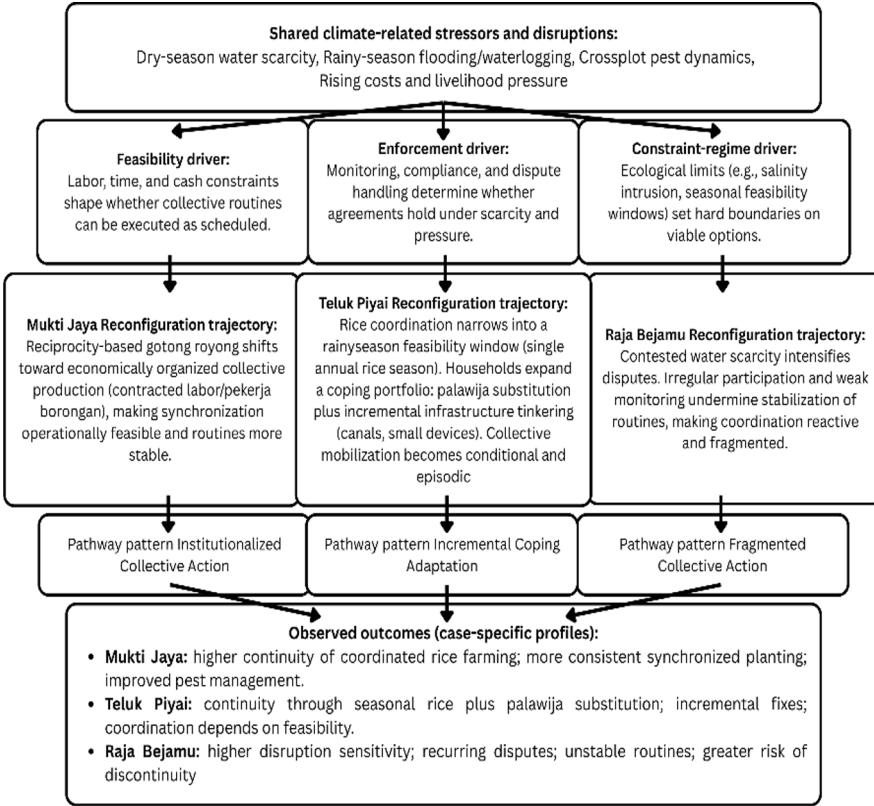 Shared climate-related stressors and disruptions:
Dry-season water scarcity, Rainy-season flooding/waterlogging, Crossplot pest dynamics,
Rising costs and livelihood pressure
Feasibility driver:
Labor, time, and cash constraints
shape whether collective routines
can be executed as scheduled.
Enforcement driver:
Monitoring, compliance, and dispute
handling determine whether
agreements hold under scarcity and
pressure.
Constraint-regime driver:
Ecological limits (e.g., salinity
intrusion, seasonal feasibility
windows) set hard boundaries on
viable options.
Mukti Jaya Reconfiguration trajectory:
Reciprocity-based gotong royong shifts
toward economically organized collective
production (contracted labor/pekerja
borongan), making synchronization
operationally feasible and routines more
stable.
Teluk Piyai Reconfiguration trajectory:
Rice coordination narrows into a
rainyseason feasibility window (single
annual rice season). Households expand
a coping portfolio: palawija substitution
plus incremental infrastructure tinkering
(canals, small devices). Collective
mobilization becomes conditional and
episodic
Raja Bejamu Reconfiguration trajectory:
Contested water scarcity intensifies
disputes. Irregular participation and weak
monitoring undermine stabilization of
routines, making coordination reactive
and fragmented.
Pathway pattern Institutionalized
Collective Action
Pathway pattern Incremental Coping
Adaptation
Pathway pattern Fragmented
Collective Action
Observed outcomes (case-specific profiles):
• Mukti Jaya: higher continuity of coordinated rice farming; more consistent synchronized planting;
improved pest management.
• Teluk Piyai: continuity through seasonal rice plus palawija substitution; incremental fixes;
coordination depends on feasibility.
• Raja Bejamu: higher disruption sensitivity; recurring disputes; unstable routines; greater risk of
discontinuity